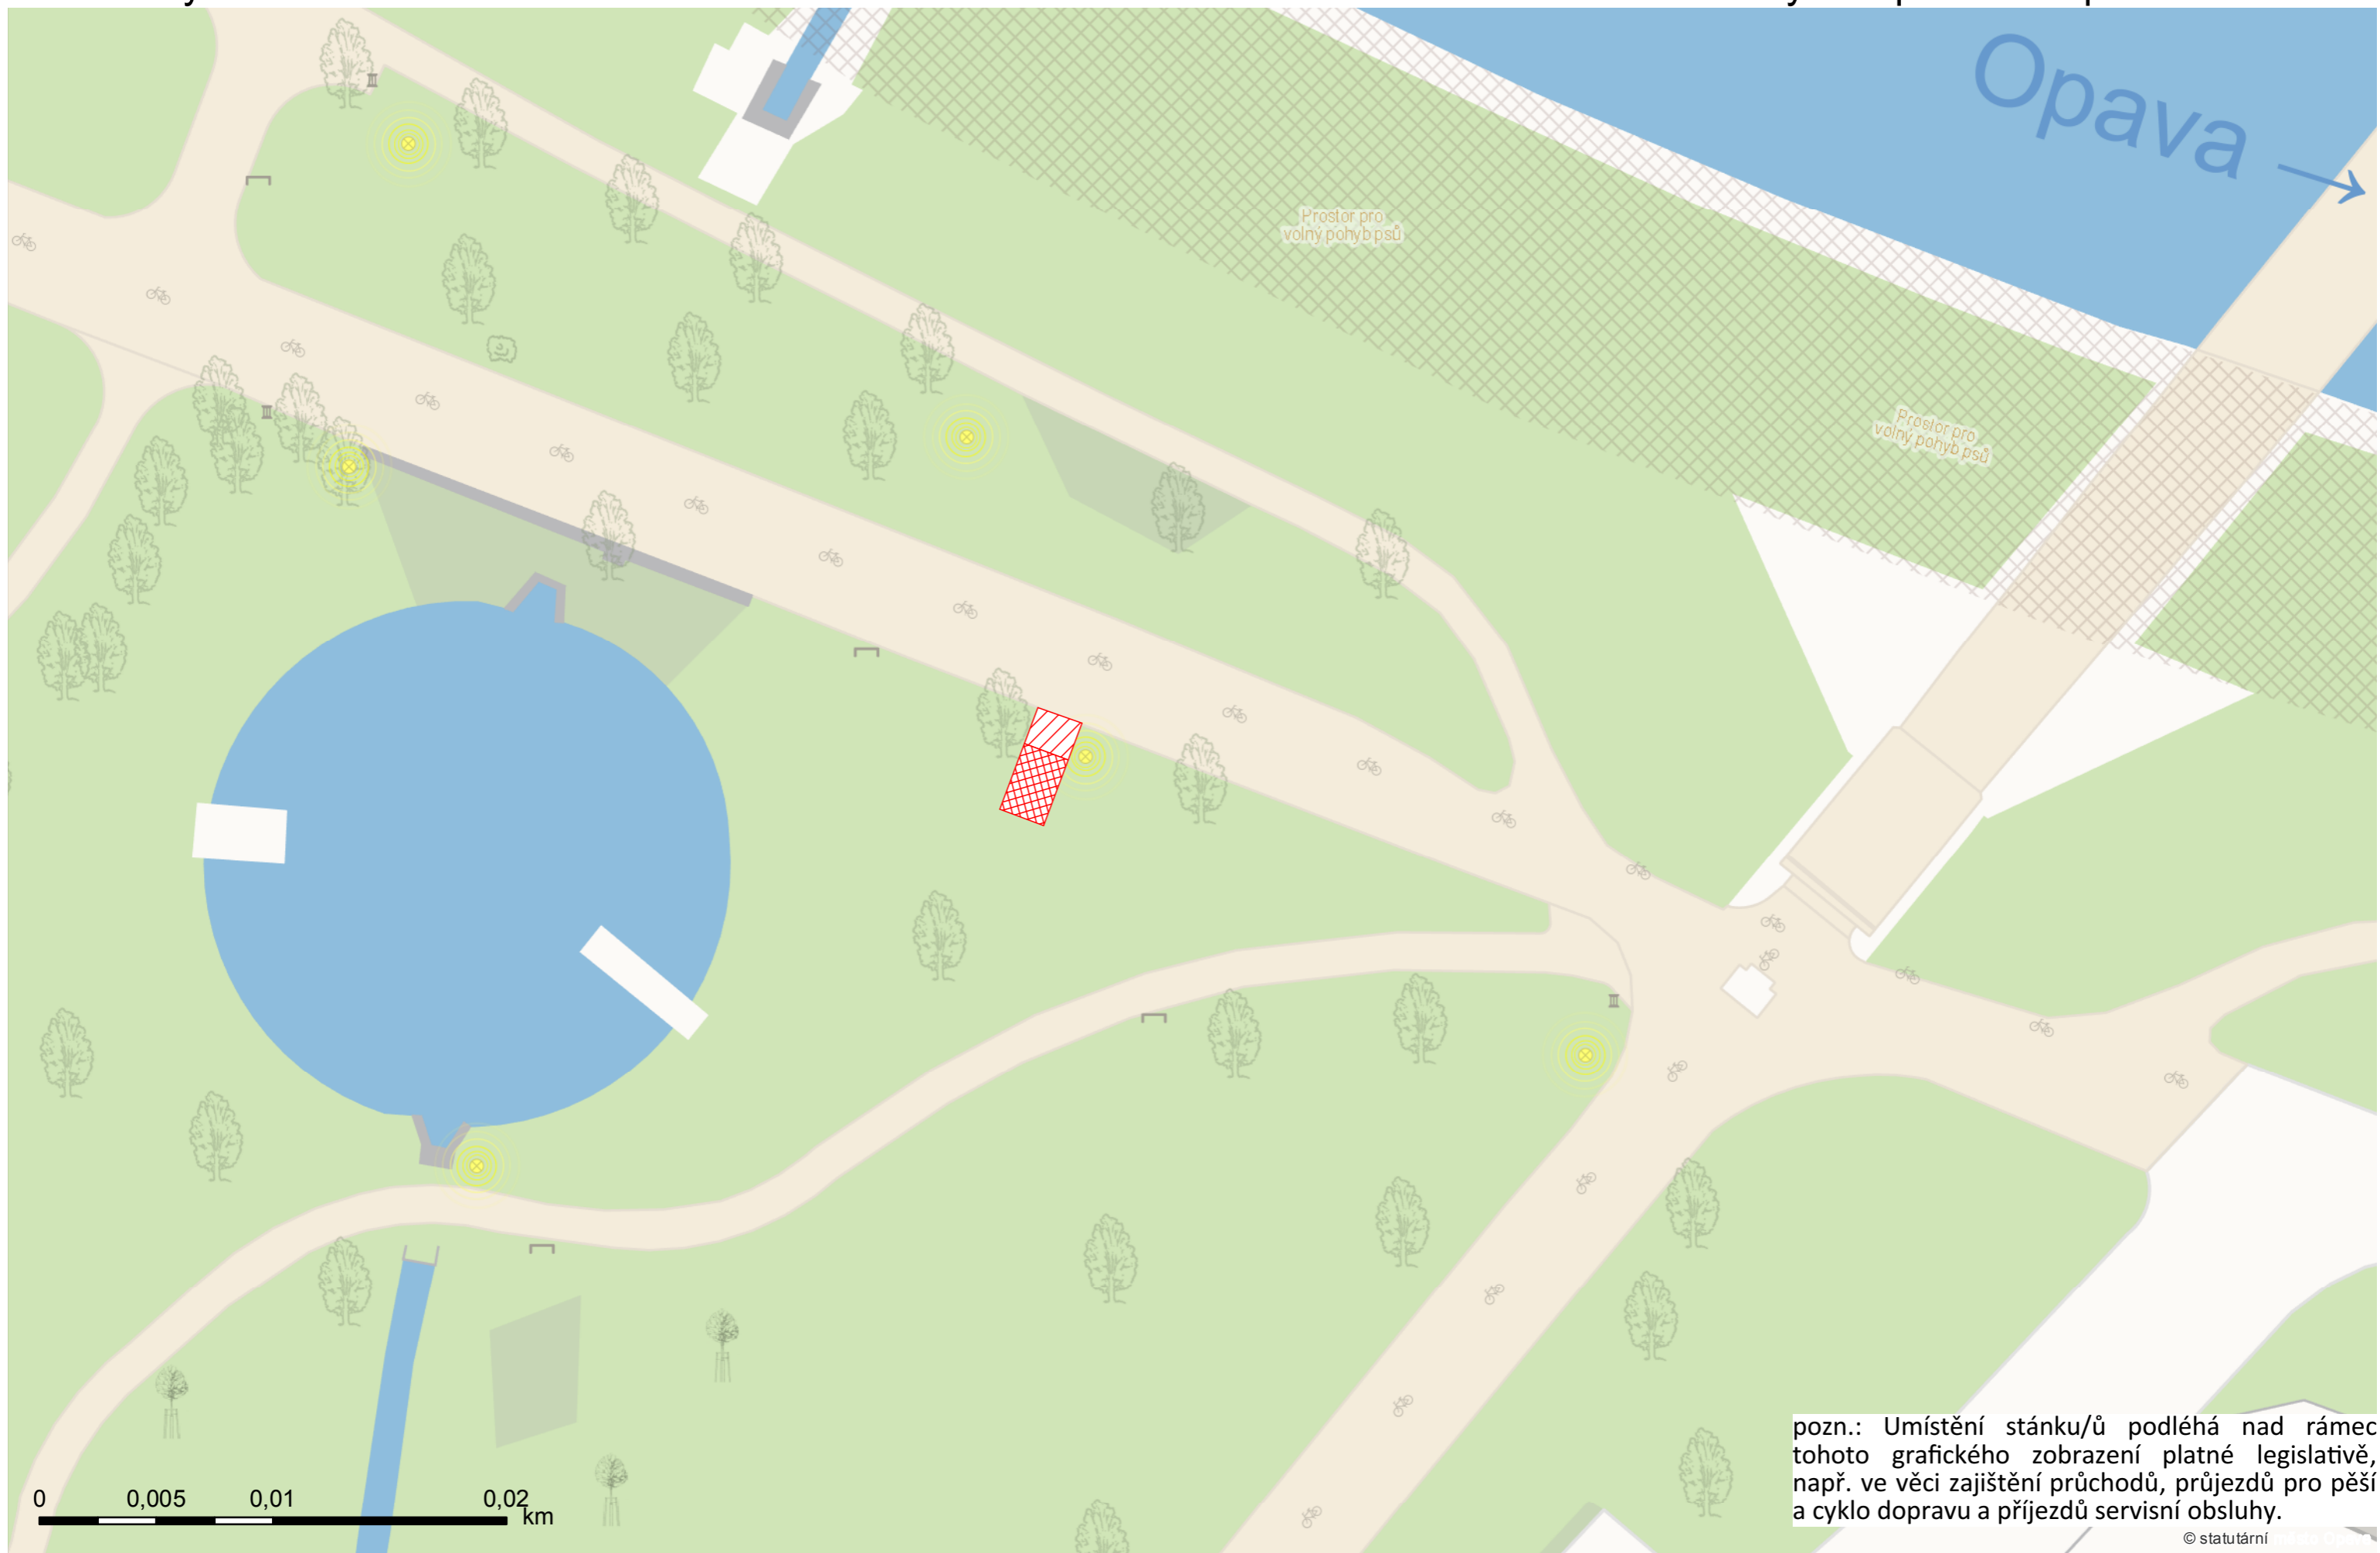 Opava
Prostor pro
volný pohyb psů
Prostor pro
volný pohyb psů
pozn.: Umístění stánku/ů podléhá nad rámec
tohoto grafického zobrazení platné legislativě,
např. ve věci zajištění průchodů, průjezdů pro pěší
a cyklo dopravu a příjezdů servisní obsluhy.
0 0,005 0,01 0,02
km
© statutární město Opava